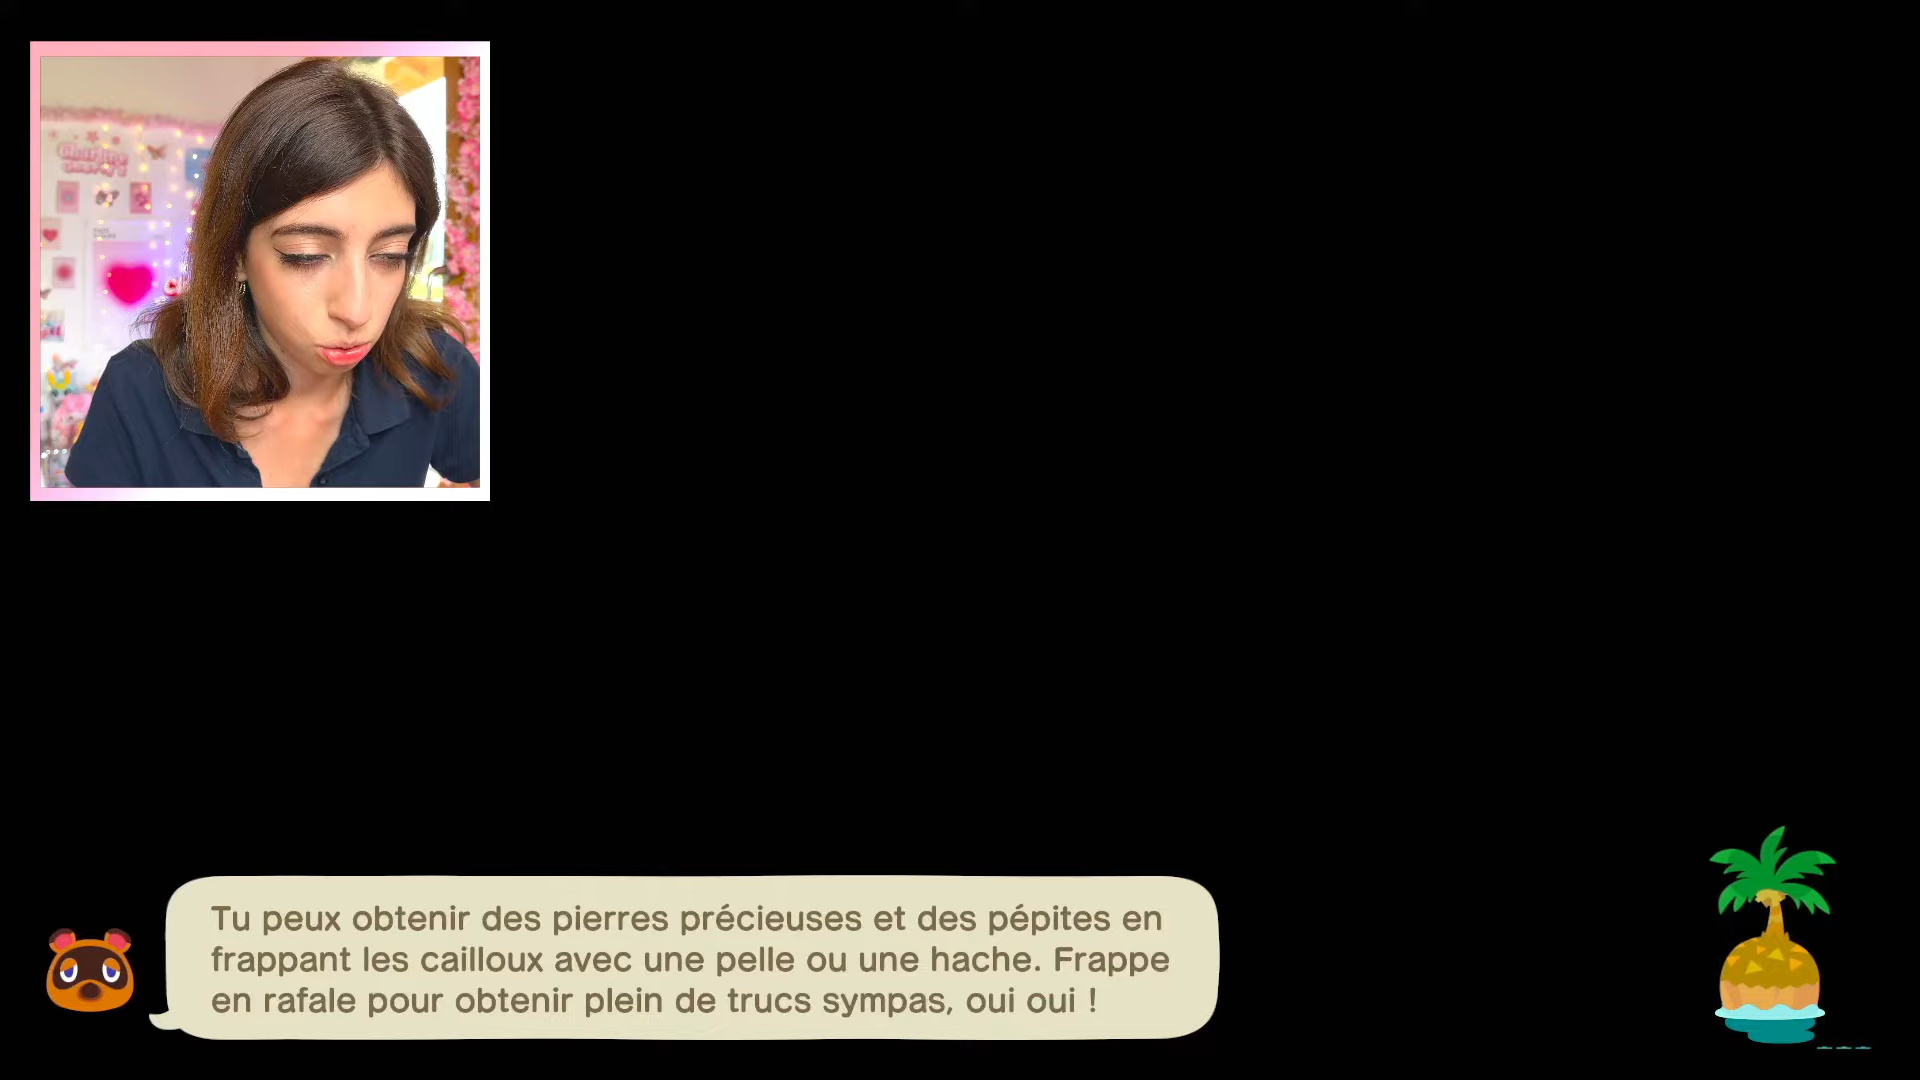 Tu peux obtenir des pierres précieuses et des pépites en
frappant les cailloux avec une pelle ou une hache. Frappe
en rafale pour obtenir plein de trucs sympas, oui oui !